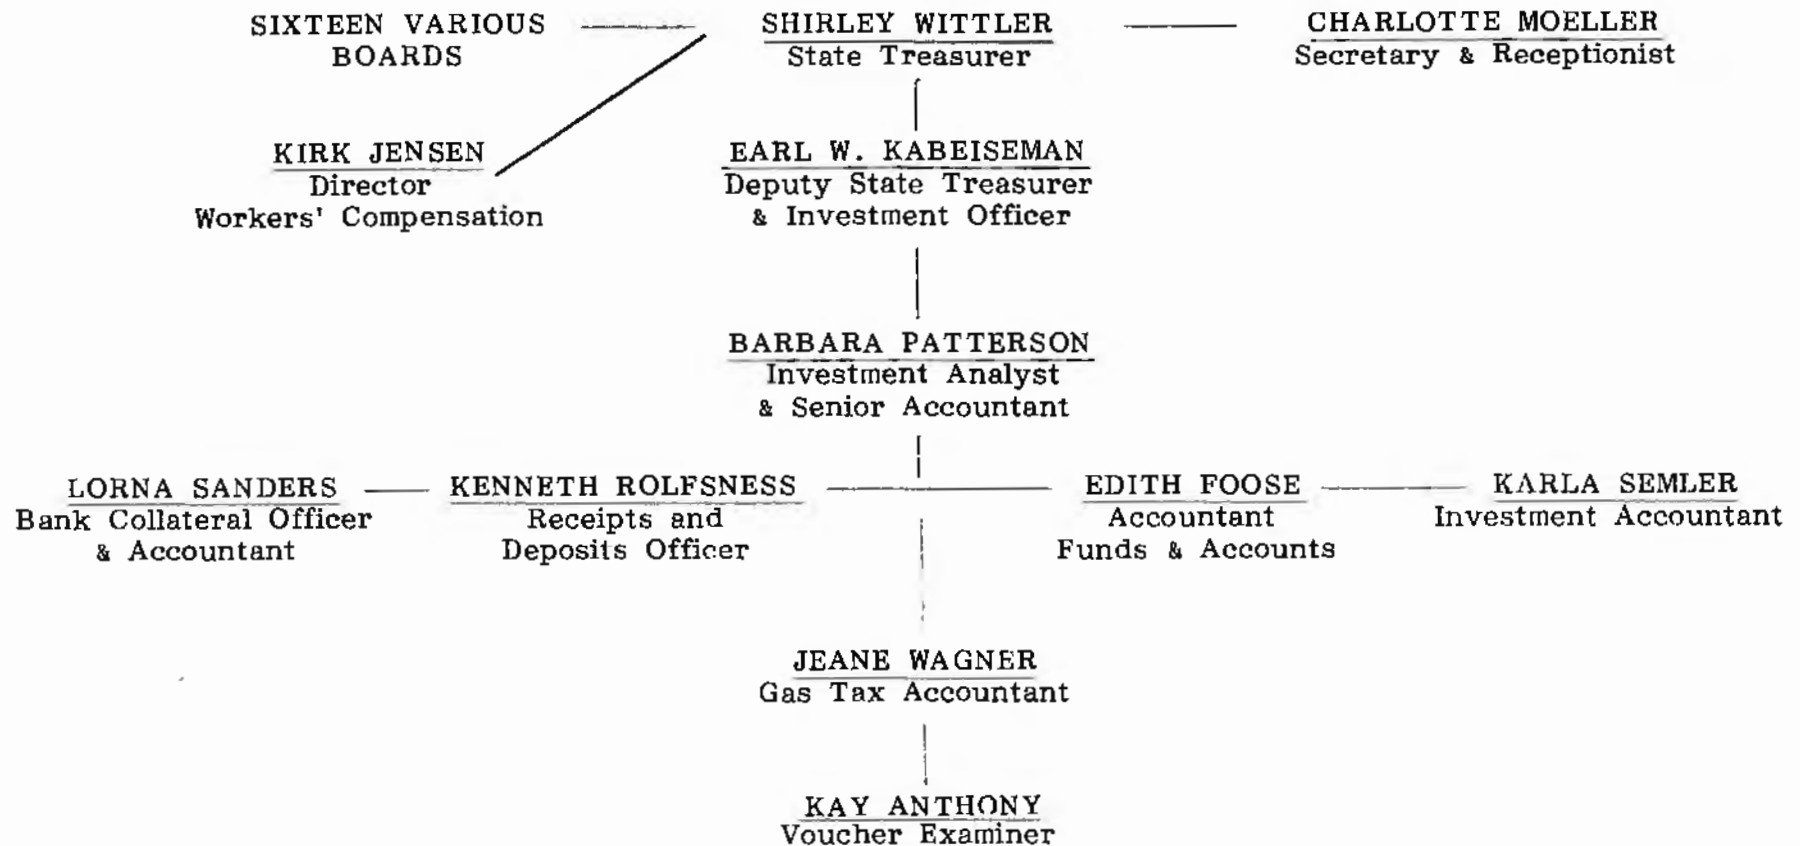 SIXTEEN VARIOUS
BOARDS
SHIRLEY WITTLER
State Treasurer
CHARLOTTE MOELLER
Secretary & Receptionist
KIRK JENSEN
Director
Workers' Compensation
EARL W. KABEISEMAN
Deputy State Treasurer
& Investment Officer
BARBARA PATTERSON
Investment Analyst
& Senior Accountant
LORNA SANDERS
Bank Collateral Officer
& Accountant
KENNETH ROLFSNESS
Receipts and
Deposits Officer
EDITH FOOSE
Accountant
Funds & Accounts
KARLA SEMLER
Investment Accountant
JEANE WAGNER
Gas Tax Accountant
KAY ANTHONY
Voucher Examiner